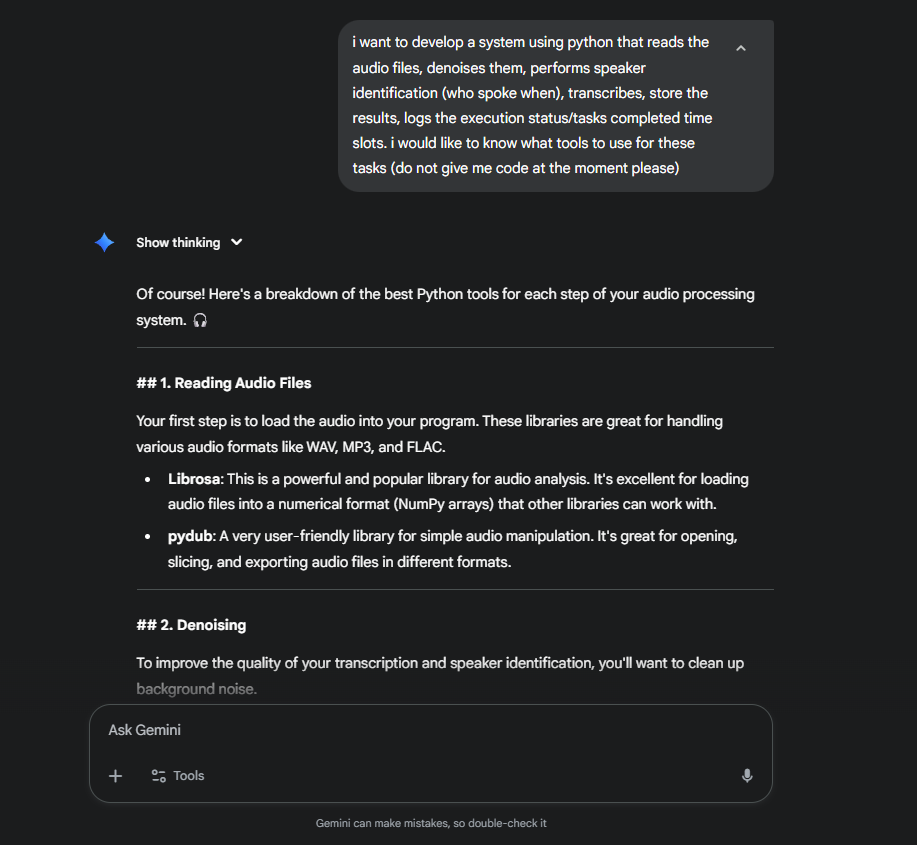 i want to develop a system using python that reads the
audio files, denoises them, performs speaker
identification (who spoke when), transcribes, store the
results, logs the execution status/tasks completed time
slots. i would like to know what tools to use for these
tasks (do not give me code at the moment please)
Show thinking
Of course! Here's a breakdown of the best Python tools for each step of your audio processing
system. 🎧
## 1. Reading Audio Files
Your first step is to load the audio into your program. These libraries are great for handling
various audio formats like WAV, MP3, and FLAC.
• Librosa: This is a powerful and popular library for audio analysis. It's excellent for loading
audio files into a numerical format (NumPy arrays) that other libraries can work with.
• pydub: A very user-friendly library for simple audio manipulation. It's great for opening,
slicing, and exporting audio files in different formats.
## 2. Denoising
To improve the quality of your transcription and speaker identification, you'll want to clean up
background noise.
Ask Gemini
Tools
Gemini can make mistakes, so double-check it